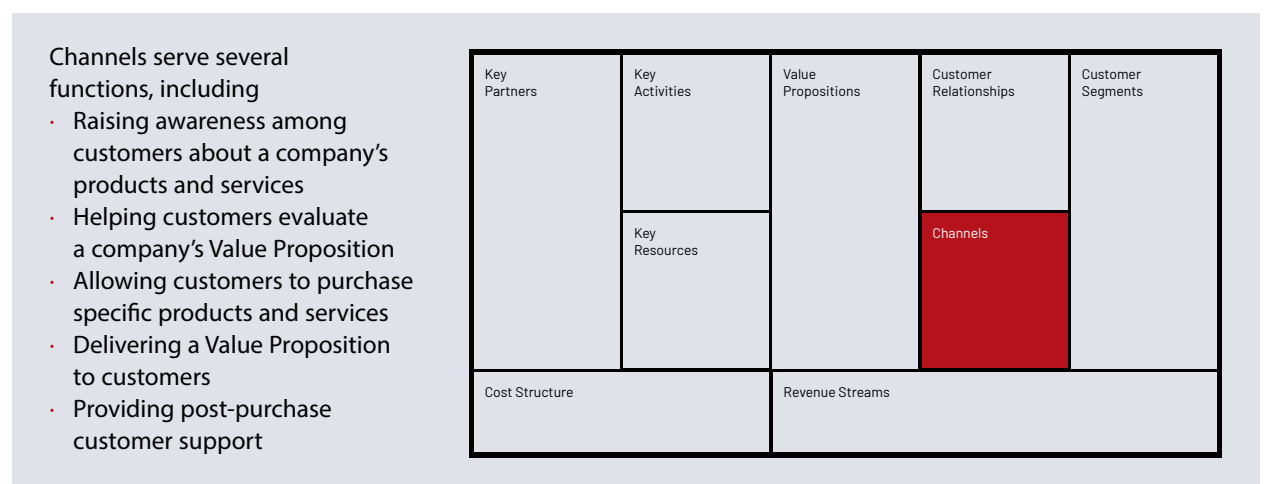 Channels serve several
functions, including
· Raising awareness among
customers about a company’s
products and services
· Helping customers evaluate
a company’s Value Proposition
· Allowing customers to purchase
specific products and services
· Delivering a Value Proposition
to customers
· Providing post-purchase
customer support
Key
Partners
Key
Activities
Key
Resources
Value
Propositions
Customer
Relationships
Channels
Customer
Segments
Cost Structure
Revenue Streams